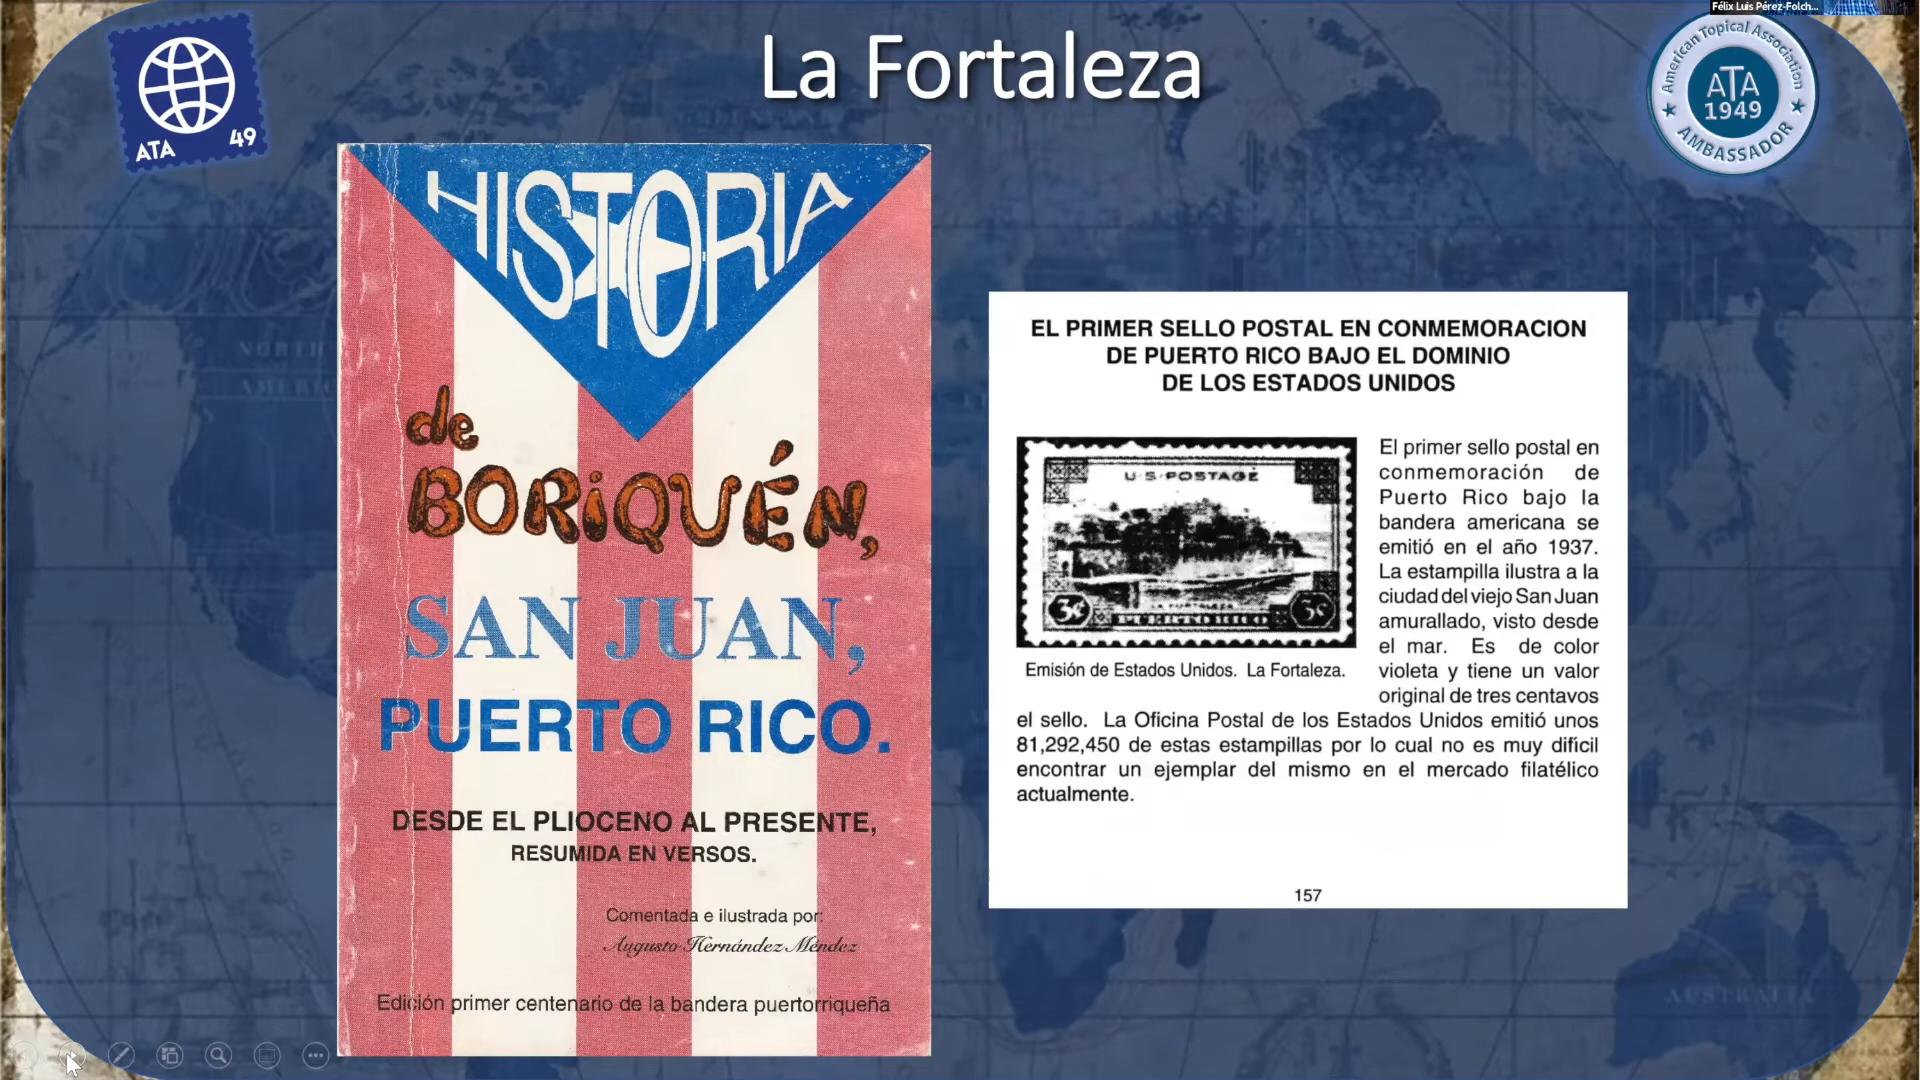 Félix Luis Pérez-Folch...
La Fortaleza
ATA 49
American Topical Association
ATA
1949
AMBASSADOR
HISTORIA
de
BORIQUÉN,
SAN JUAN,
PUERTO RICO.
DESDE EL PLIOCENO AL PRESENTE,
RESUMIDA EN VERSOS.
Comentada e ilustrada por:
Augusto Hernández Méndez
Edición primer centenario de la bandera puertorriqueña
EL PRIMER SELLO POSTAL EN CONMEMORACION
DE PUERTO RICO BAJO EL DOMINIO
DE LOS ESTADOS UNIDOS
U·S·POSTAGE
LA FORTALEZA
3¢ PUERTO RICO 3¢
Emisión de Estados Unidos. La Fortaleza.
El primer sello postal en
conmemoración de
Puerto Rico bajo la
bandera americana se
emitió en el año 1937.
La estampilla ilustra a la
ciudad del viejo San Juan
amurallado, visto desde
el mar. Es de color
violeta y tiene un valor
original de tres centavos
el sello. La Oficina Postal de los Estados Unidos emitió unos
81,292,450 de estas estampillas por lo cual no es muy difícil
encontrar un ejemplar del mismo en el mercado filatélico
actualmente.
157
NORTH
AMERIC
AUSTRALIA